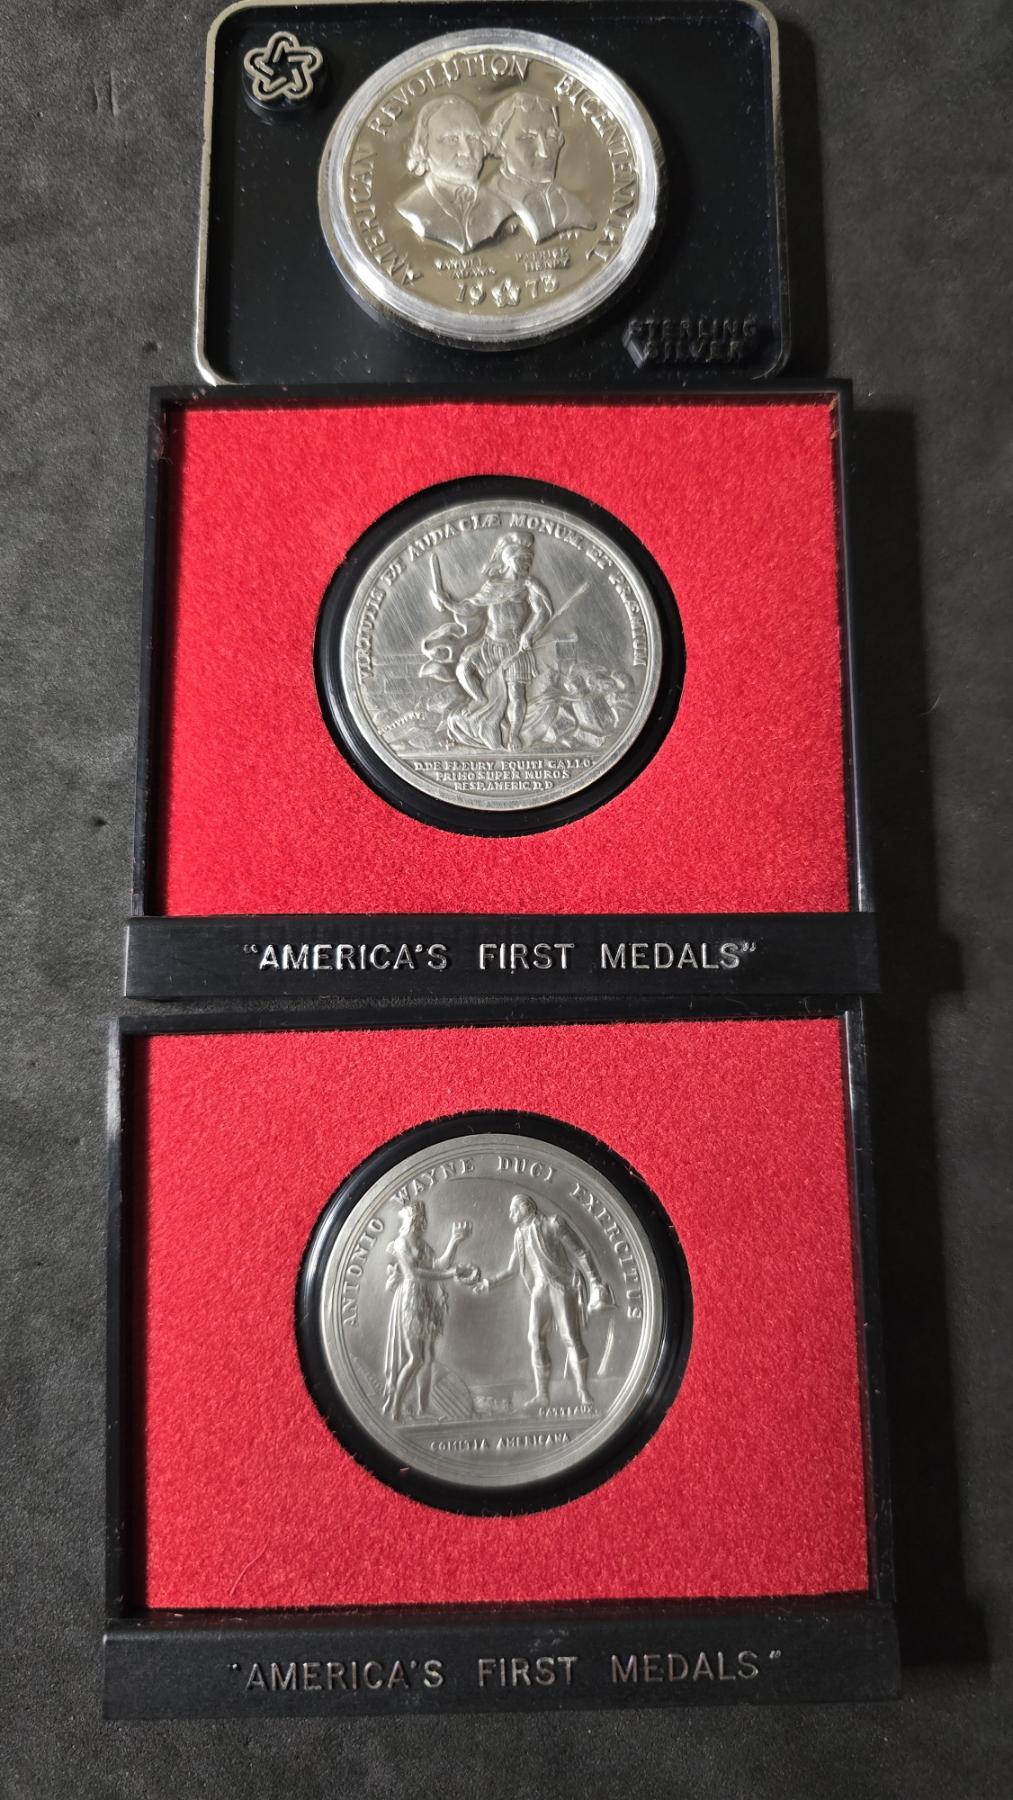 AMERICAN REVOLUTION BICENTENNIAL
SAMUEL ADAMS
PATRICK HENRY
1973
STERLING SILVER
VIRTUTIS ET AUDACIÆ MONUM. ET PRÆMIUM
D.DE FLEURY EQUITI GALLO
PRIMO SUPER MUROS
RESP. AMERIC. D.D
"AMERICA'S FIRST MEDALS"
ANTONIO WAYNE DUCI EXERCITUS
GATTEAUX.
COMITIA AMERICANA
"AMERICA'S FIRST MEDALS"